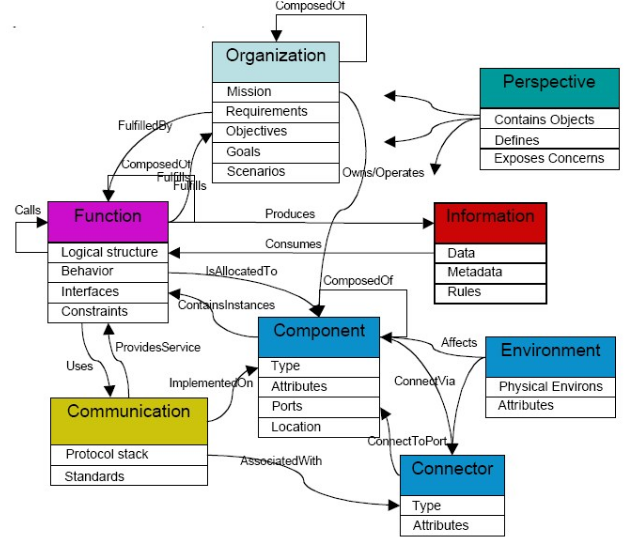 ComposedOf
Organization
Mission
Requirements
Objectives
Goals
Scenarios
Perspective
Contains Objects
Defines
Exposes Concerns
FulfilledBy
ComposedOf
Fulfills
Fulfills
Owns/Operates
Calls
Function
Logical structure
Behavior
Interfaces
Constraints
Produces
Consumes
Information
Data
Metadata
Rules
IsAllocatedTo
ComposedOf
ContainsInstances
Component
Type
Attributes
Ports
Location
Affects
Environment
Physical Environs
Attributes
Uses
ProvidesService
ImplementedOn
ConnectVia
Communication
Protocol stack
Standards
AssociatedWith
ConnectToPort
Connector
Type
Attributes